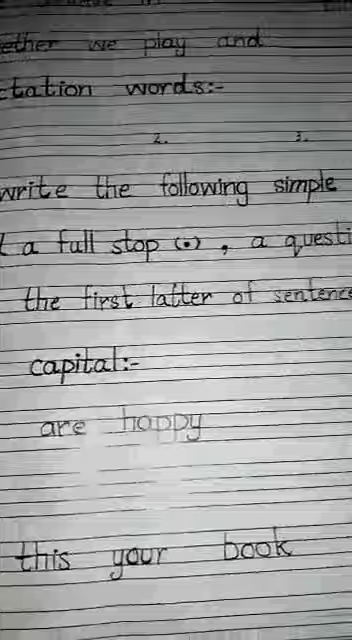 ether we play and
ctation words:-
2. 3.
write the following simple
t a full stop (.) , a questi
the first latter of sentence
capital:-
are happy
this your book